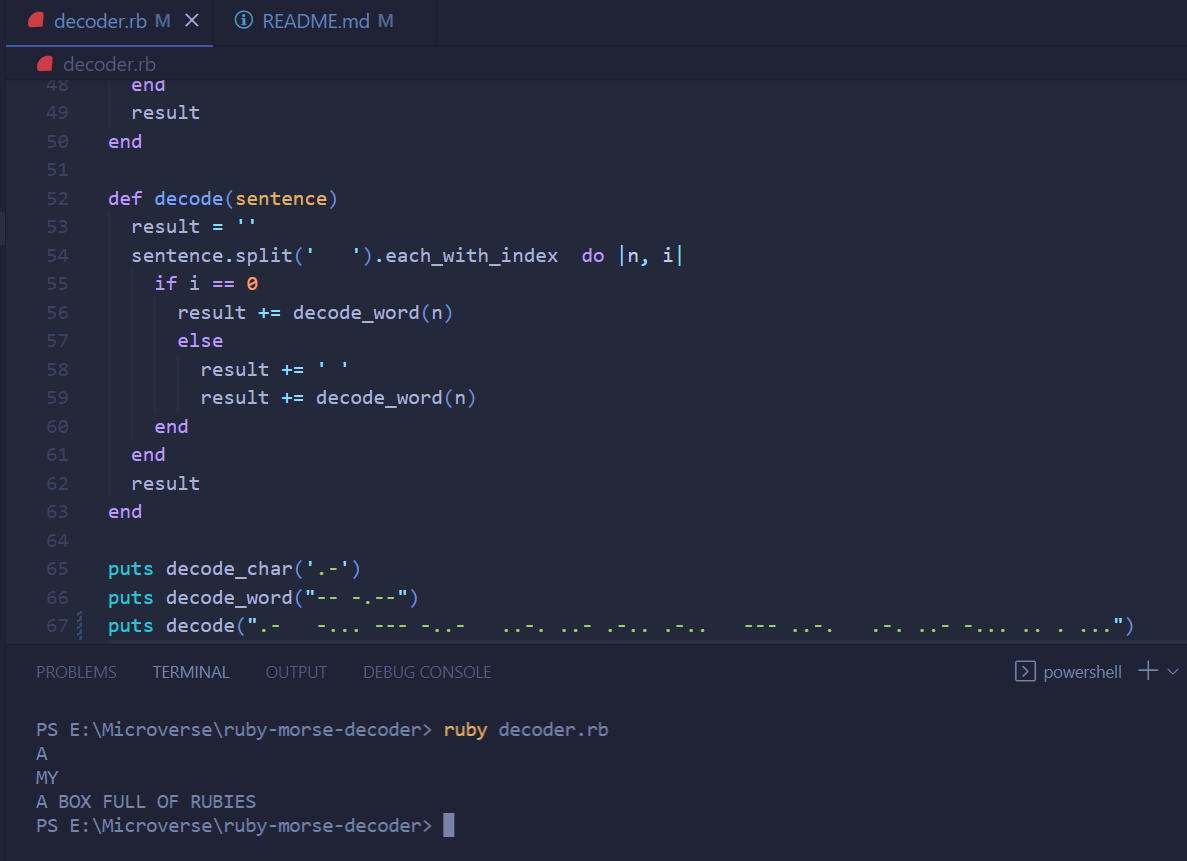 decoder.rb M × README.md M
decoder.rb
48 end
49 result
50 end
51
52 def decode(sentence)
53 result = ''
54 sentence.split('   ').each_with_index  do |n, i|
55 if i == 0
56 result += decode_word(n)
57 else
58 result += ' '
59 result += decode_word(n)
60 end
61 end
62 result
63 end
64
65 puts decode_char('.-')
66 puts decode_word("-- -.--")
67 puts decode(".-   -... --- -..-   ..-. ..- .-.. .-..   --- ..-.   .-. ..- -... .. . ...")
PROBLEMS TERMINAL OUTPUT DEBUG CONSOLE powershell
PS E:\Microverse\ruby-morse-decoder> ruby decoder.rb
A
MY
A BOX FULL OF RUBIES
PS E:\Microverse\ruby-morse-decoder>